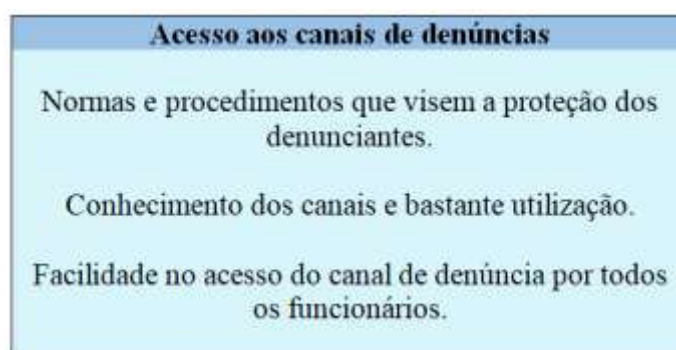 Acesso aos canais de denúncias
Normas e procedimentos que visem a proteção dos
denunciantes.
Conhecimento dos canais e bastante utilização.
Facilidade no acesso do canal de denúncia por todos
os funcionários.